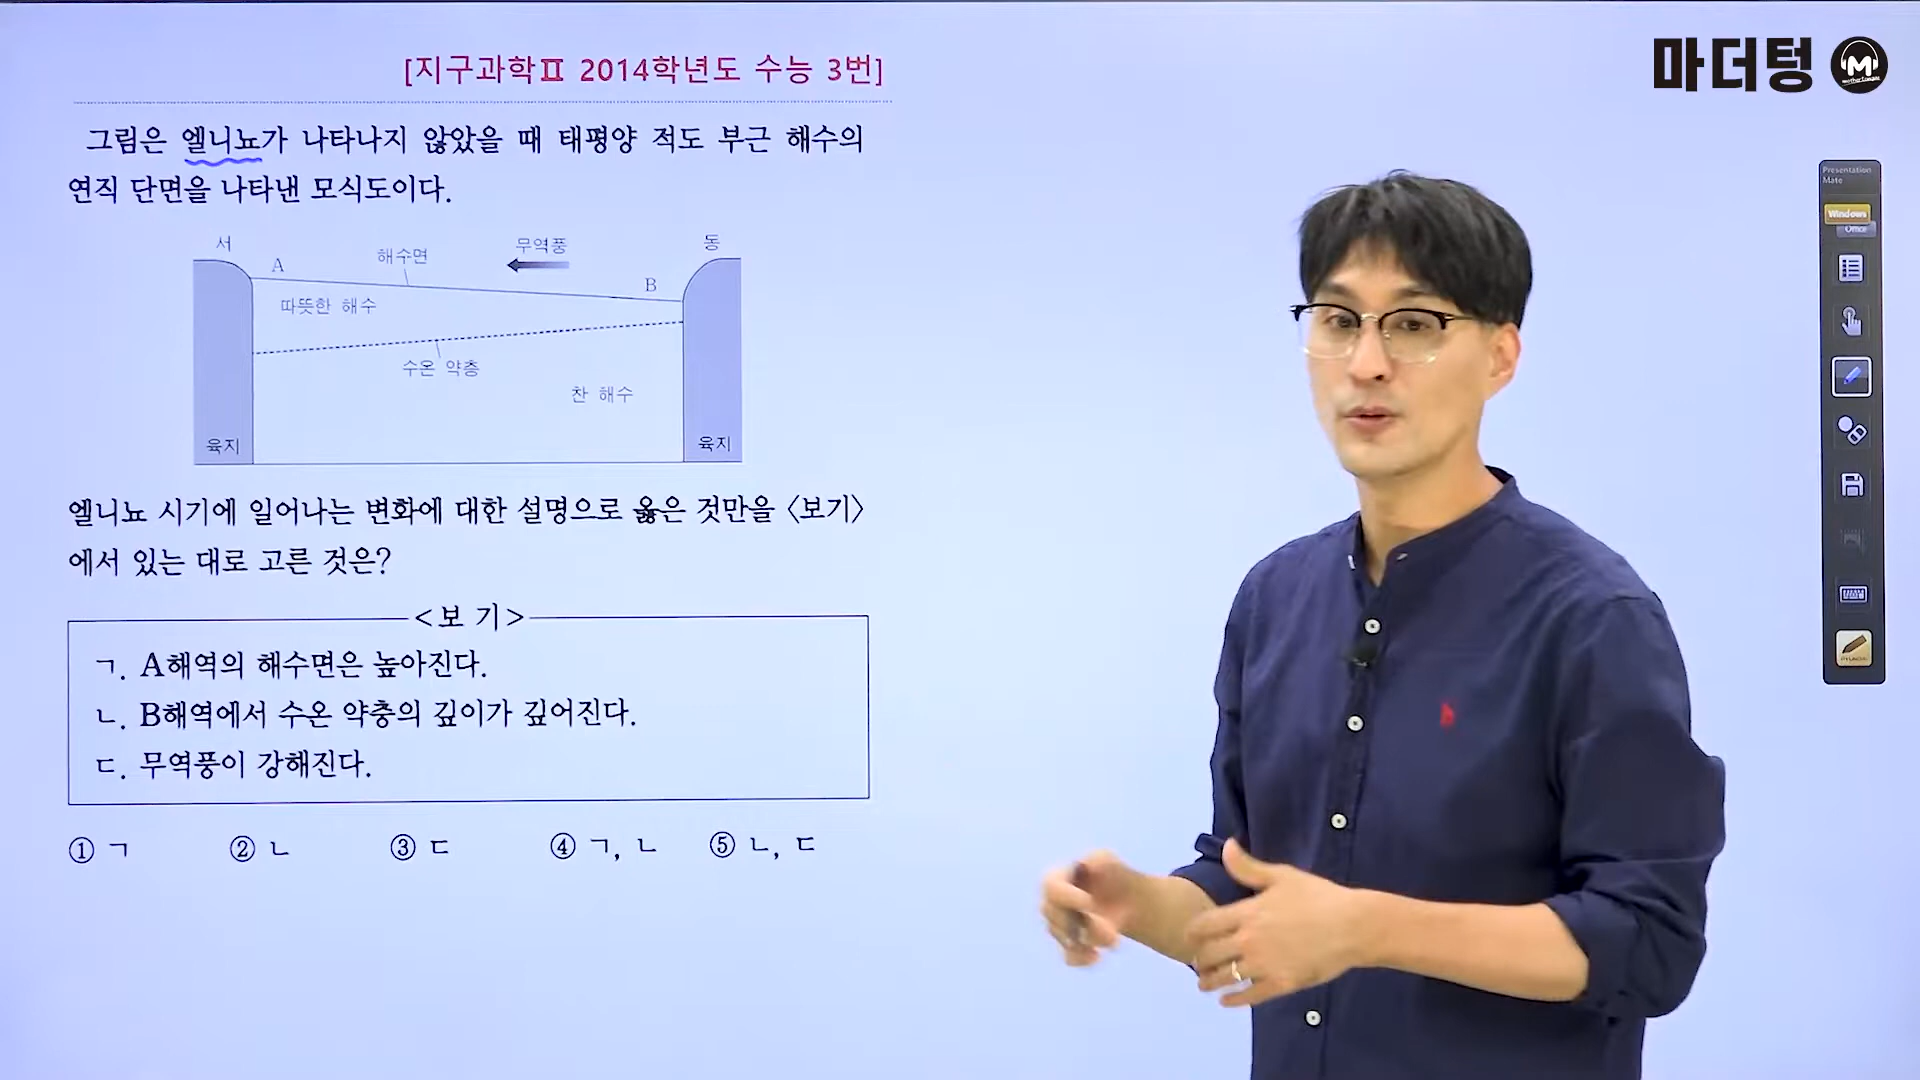 마더텅
M
[지구과학Ⅱ 2014학년도 수능 3번]
그림은 엘니뇨가 나타나지 않았을 때 태평양 적도 부근 해수의
연직 단면을 나타낸 모식도이다.
서 해수면 무역풍 동
A B
따뜻한 해수
수온 약층
찬 해수
육지 육지
엘니뇨 시기에 일어나는 변화에 대한 설명으로 옳은 것만을 〈보기〉
에서 있는 대로 고른 것은?
<보 기>
ㄱ. A해역의 해수면은 높아진다.
ㄴ. B해역에서 수온 약층의 깊이가 깊어진다.
ㄷ. 무역풍이 강해진다.
① ㄱ ② ㄴ ③ ㄷ ④ ㄱ, ㄴ ⑤ ㄴ, ㄷ
Presentation
Mate
Windows
Office